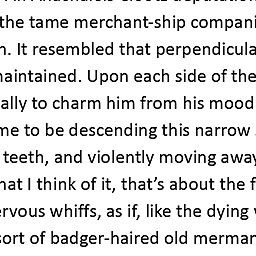 the tame merchant-ship compani
n. It resembled that perpendicula
naintained. Upon each side of the
ally to charm him from his mood
me to be descending this narrow
teeth, and violently moving away
nat I think of it, that's about the f
ervous whiffs, as if, like the dying
sort of badger-haired old merman